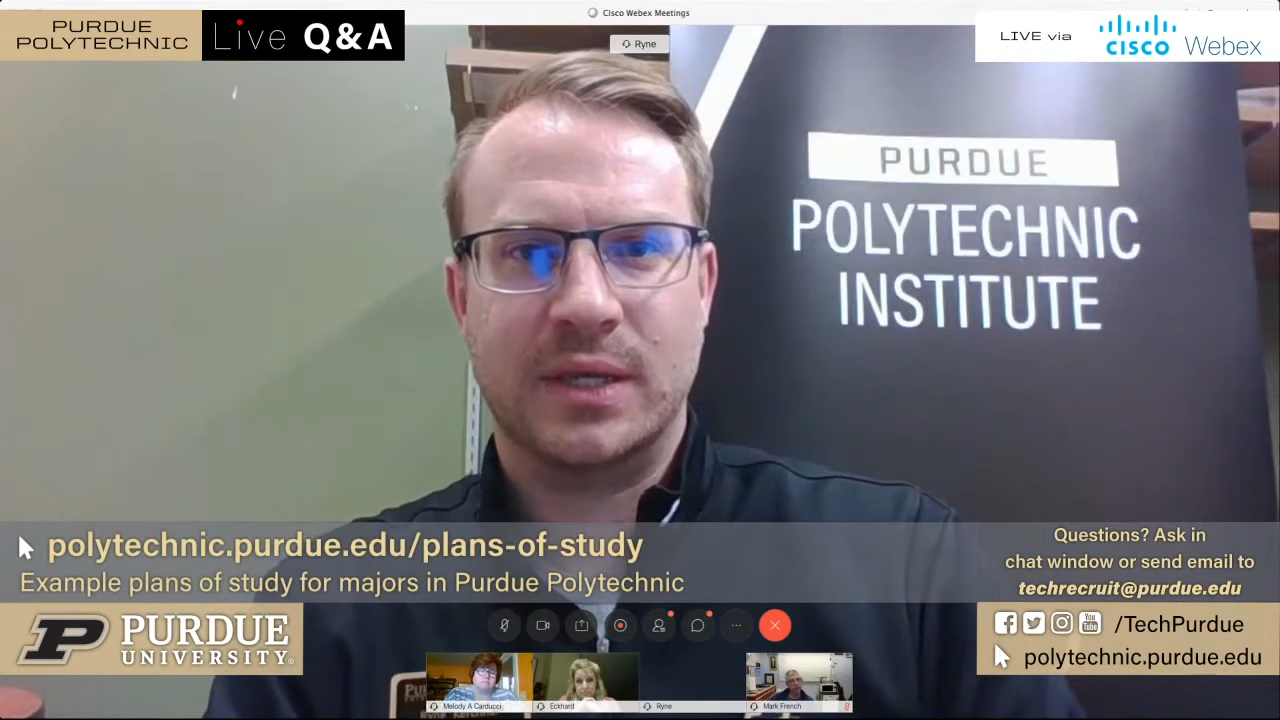 Cisco Webex Meetings
PURDUE
POLYTECHNIC
Live Q&A
LIVE via
CISCO Webex
Ryne
PURDUE
POLYTECHNIC
INSTITUTE
polytechnic.purdue.edu/plans-of-study
Example plans of study for majors in Purdue Polytechnic
Questions? Ask in
chat window or send email to
techrecruit@purdue.edu
P PURDUE
UNIVERSITY®
You
Tube
/TechPurdue
polytechnic.purdue.edu
Melody A Carducci
Eckhard
Ryne
Mark French